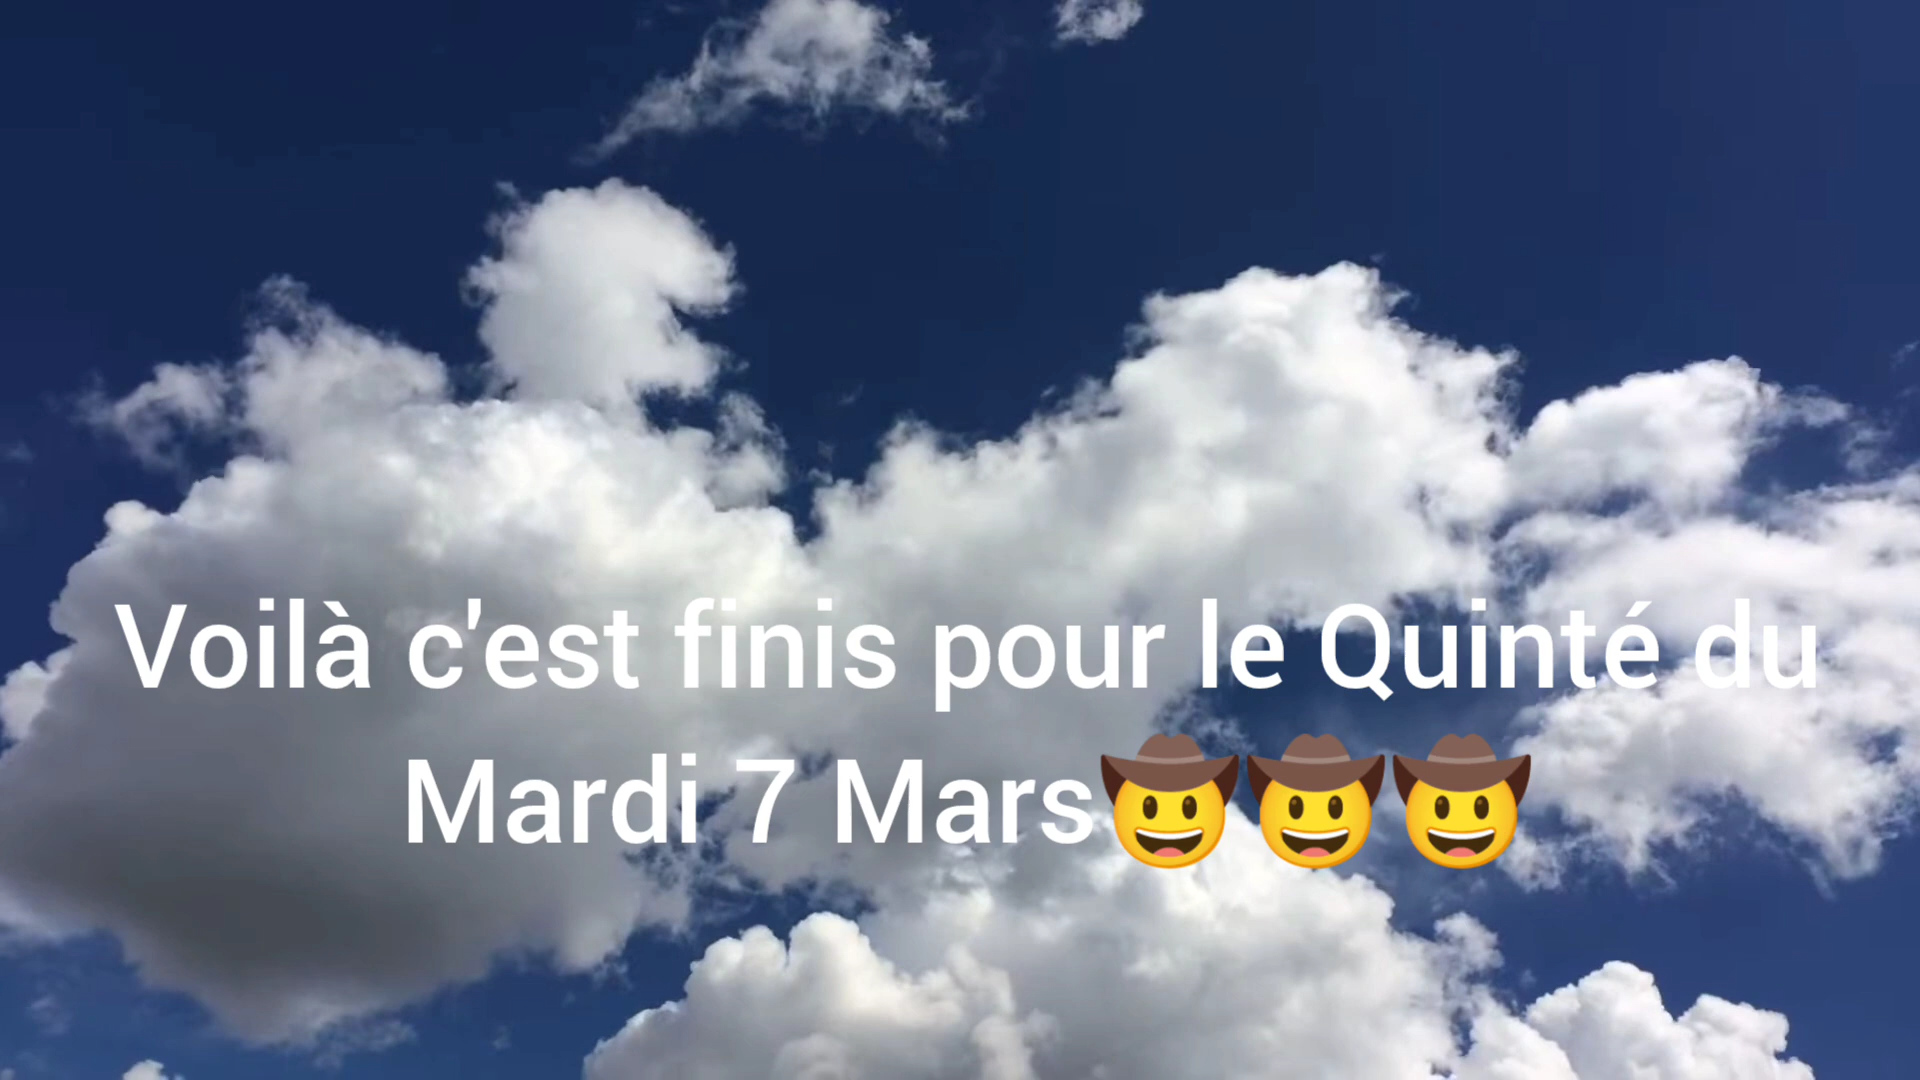 Voilà c'est finis pour le Quinté du
Mardi 7 Mars🤠🤠🤠